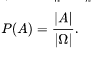 P(A) = |A| / |Ω|.